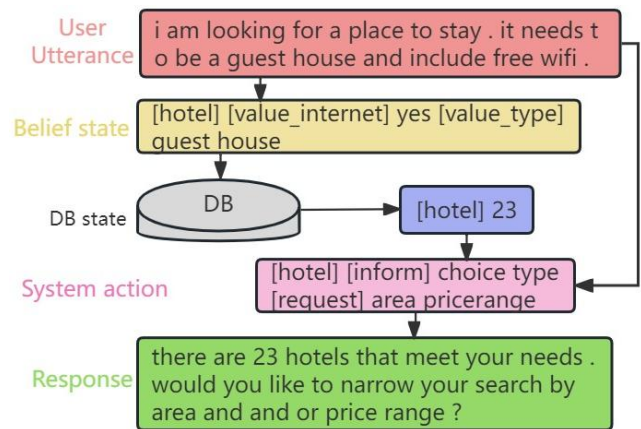 User
Utterance
i am looking for a place to stay . it needs t
o be a guest house and include free wifi .
Belief state
[hotel] [value_internet] yes [value_type]
guest house
DB state
DB
[hotel] 23
System action
[hotel] [inform] choice type
[request] area pricerange
Response
there are 23 hotels that meet your needs .
would you like to narrow your search by
area and and or price range ?